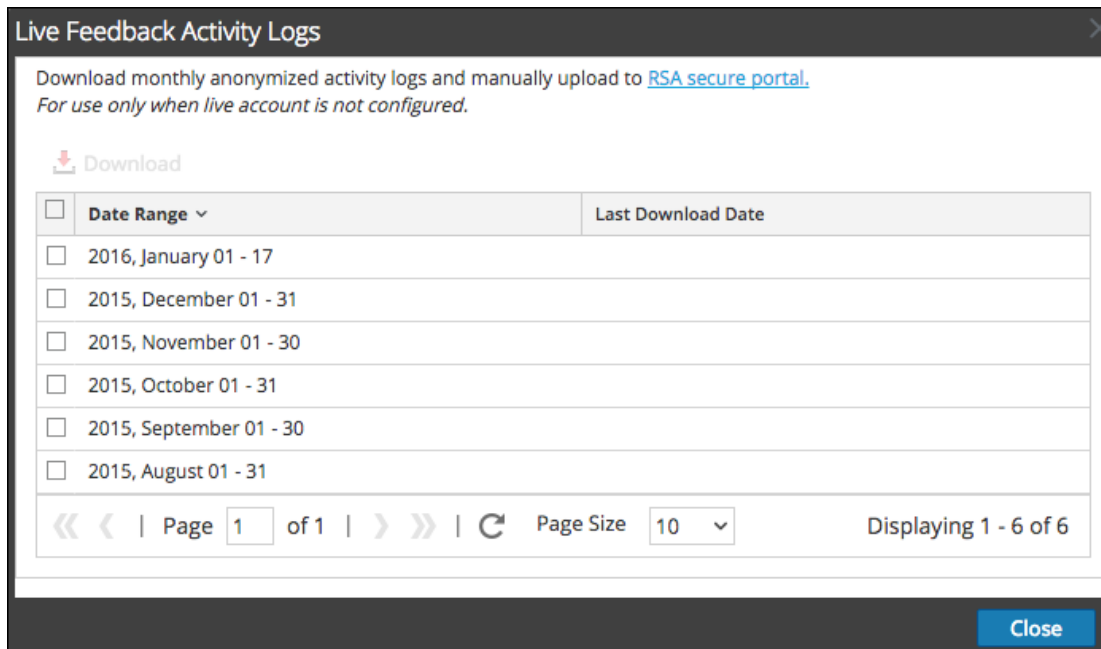 Live Feedback Activity Logs
Download monthly anonymized activity logs and manually upload to RSA secure portal.
For use only when live account is not configured.
Download
Date Range Last Download Date
2016, January 01 - 17
2015, December 01 - 31
2015, November 01 - 30
2015, October 01 - 31
2015, September 01 - 30
2015, August 01 - 31
| Page 1 of 1 | | Page Size 10 Displaying 1 - 6 of 6
Close